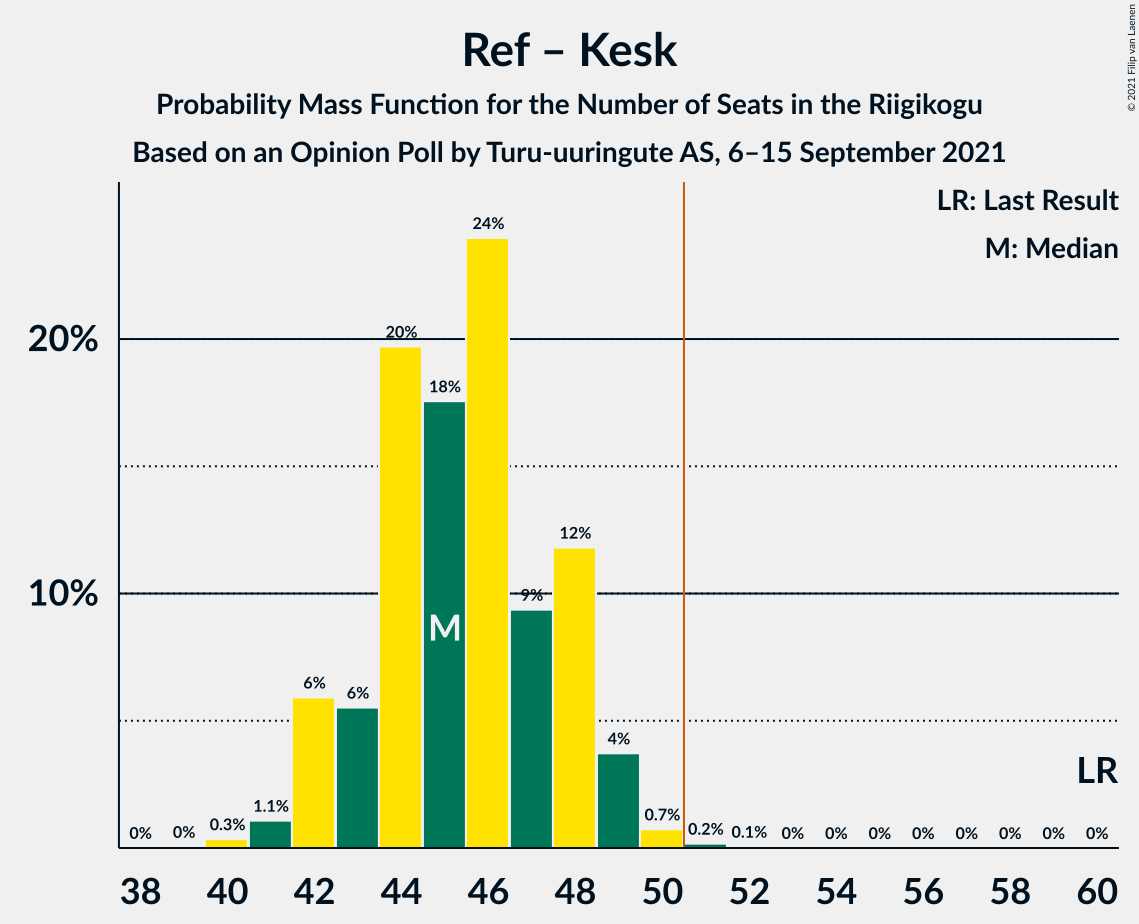 Ref – Kesk
Probability Mass Function for the Number of Seats in the Riigikogu
Based on an Opinion Poll by Turu-uuringute AS, 6–15 September 2021
© 2021 Filip van Laenen
LR: Last Result
M: Median
20%
10%
0% 0% 0.3% 1.1% 6% 6% 20% 18% 24% 9% 12% 4% 0.7% 0.2% 0.1% 0% 0% 0% 0% 0% 0% 0% 0%
M
LR
38 40 42 44 46 48 50 52 54 56 58 60